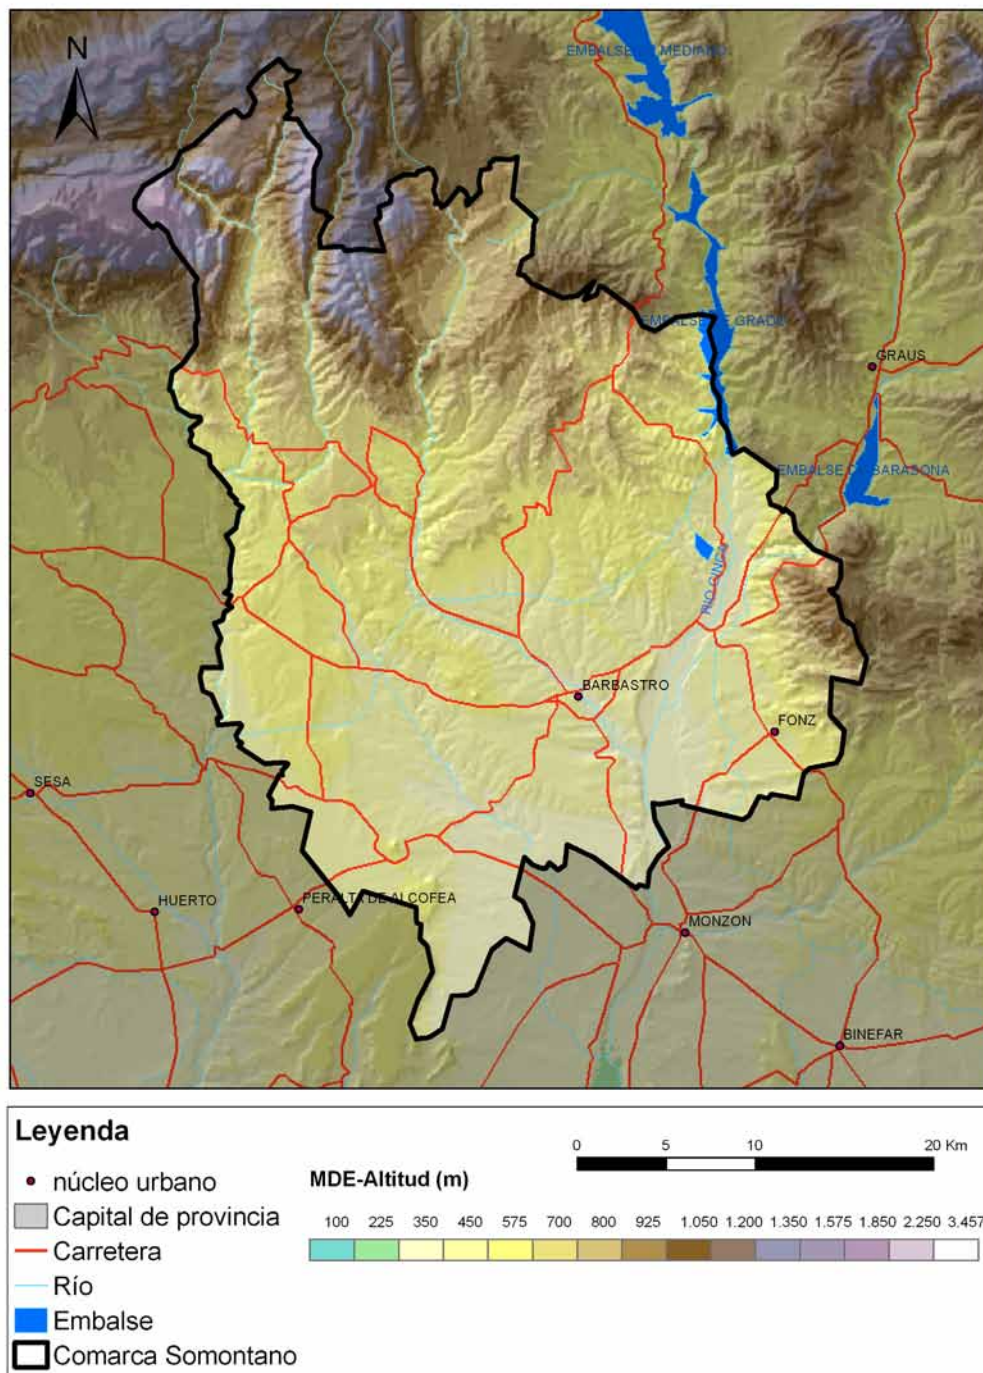 N
EMBALSE DE MEDIANO
EMBALSE DE GRADO
GRAUS
EMBALSE DE BARASONA
RIO CINCA
BARBASTRO
FONZ
SESA
HUERTO
PERALTA DE ALCOFEA
MONZON
BINEFAR
Leyenda
núcleo urbano
Capital de provincia
Carretera
Río
Embalse
Comarca Somontano
0 5 10 20 Km
MDE-Altitud (m)
100 225 350 450 575 700 800 925 1.050 1.200 1.350 1.575 1.850 2.250 3.457